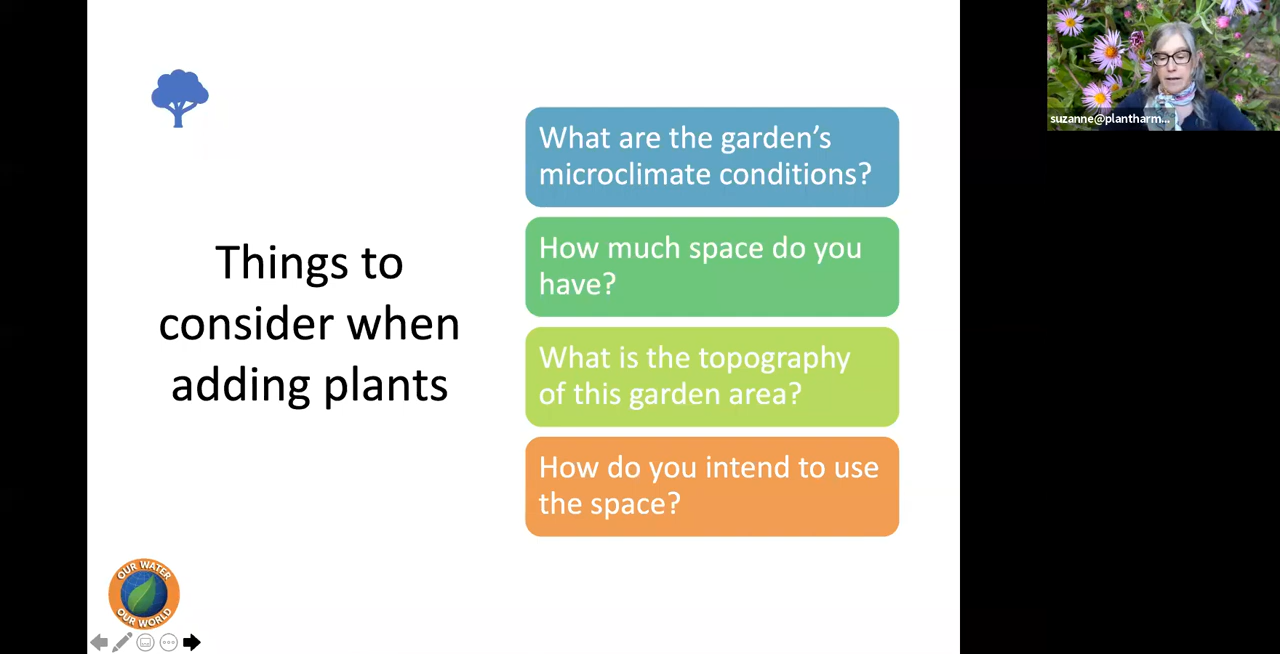 What are the garden’s
microclimate conditions?
How much space do you
have?
What is the topography
of this garden area?
How do you intend to use
the space?
Things to
consider when
adding plants
OUR WATER
OUR WORLD
suzanne@plantharm...